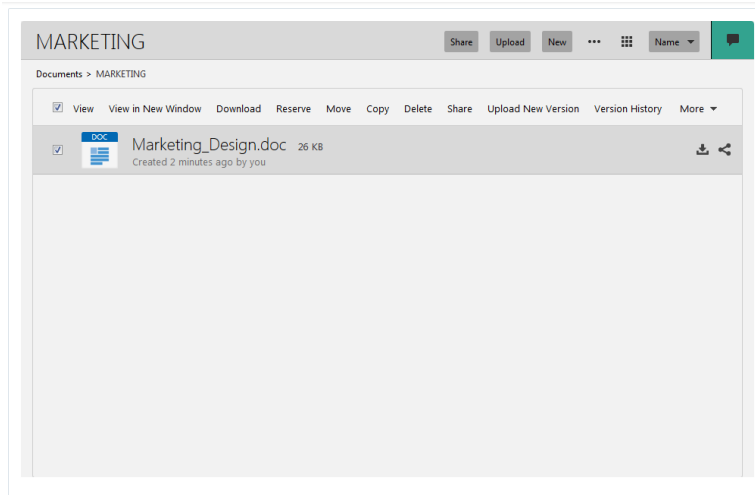 MARKETING Share Upload New Name
Documents > MARKETING
View View in New Window Download Reserve Move Copy Delete Share Upload New Version Version History More
DOC
Marketing_Design.doc 26 KB
Created 2 minutes ago by you